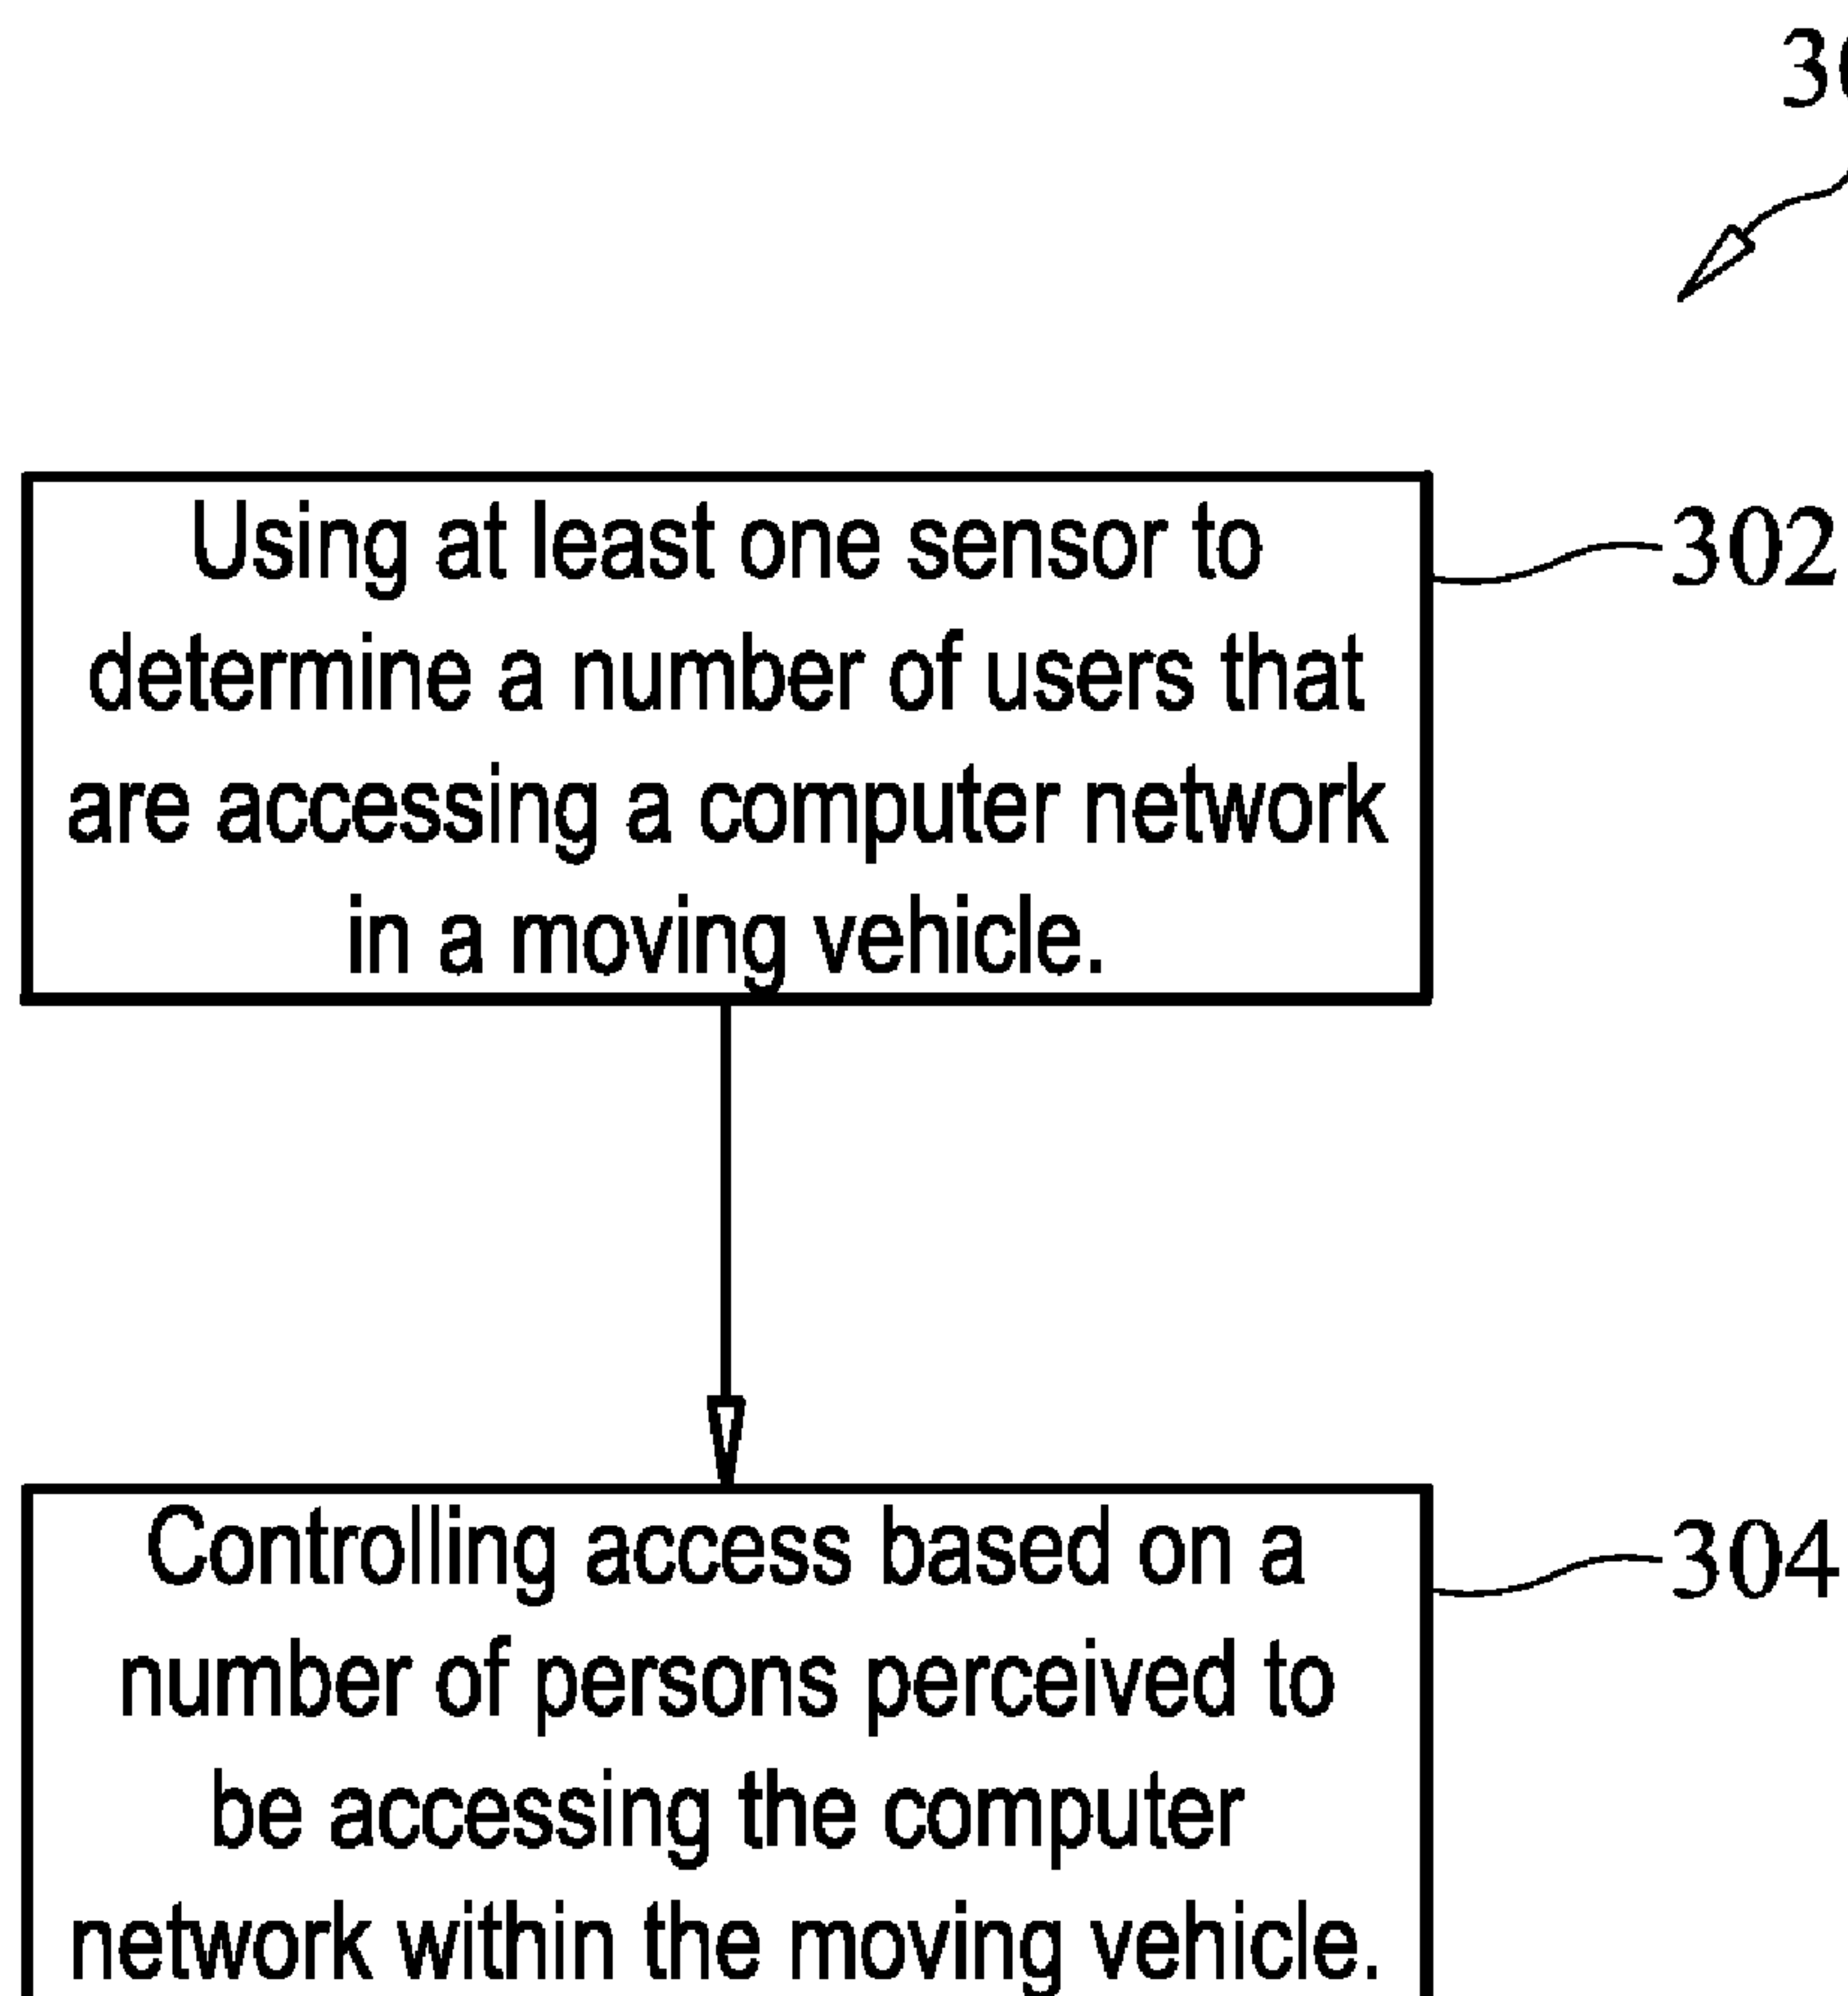 Using at least one sensor to
302
determine a number of users that
are accessing a computer network
in a moving vehicle.
Controlling access based on a
304
number of persons perceived to
be accessing the computer
network within the moving vehicle.